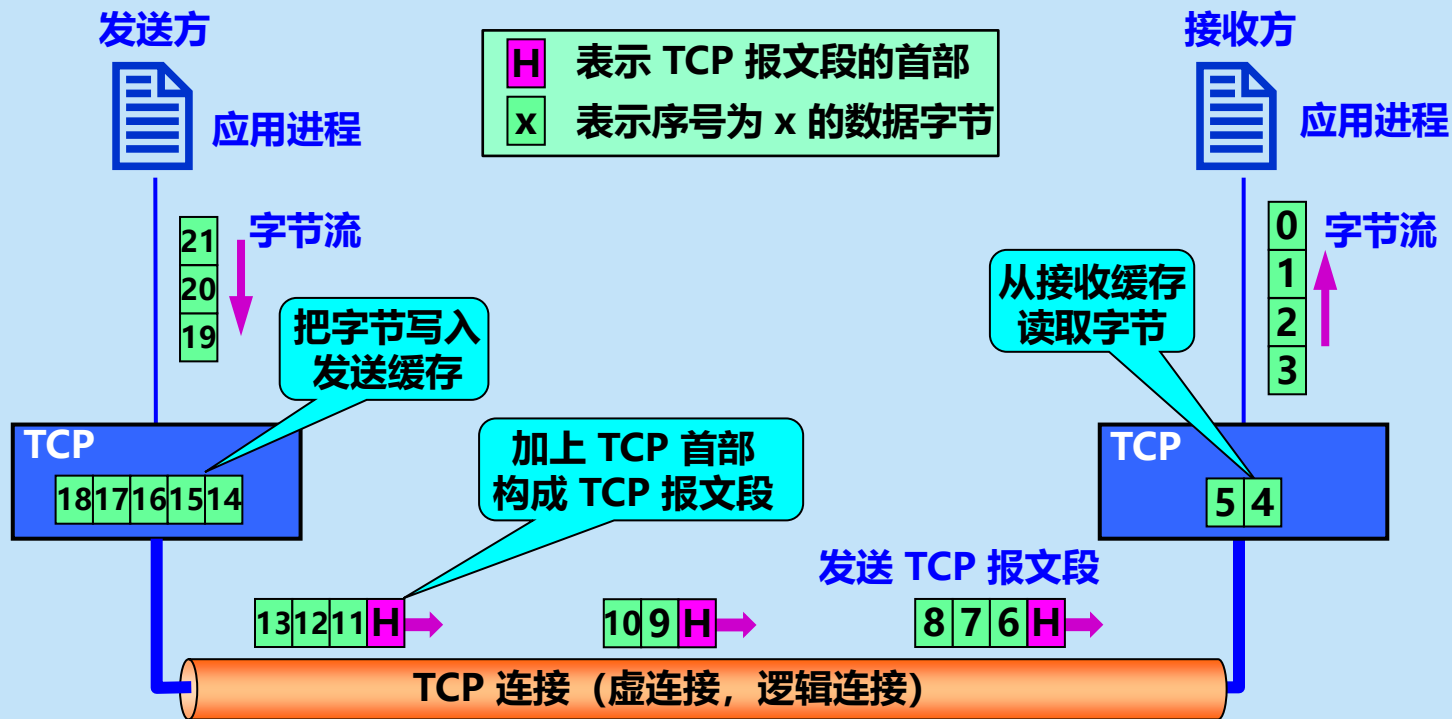 发送方
接收方
H 表示 TCP 报文段的首部
x 表示序号为 x 的数据字节
应用进程
应用进程
21
20
19
字节流
0
1
2
3
字节流
把字节写入
发送缓存
从接收缓存
读取字节
TCP
18 17 16 15 14
加上 TCP 首部
构成 TCP 报文段
TCP
5 4
发送 TCP 报文段
13 12 11 H
10 9 H
8 7 6 H
TCP 连接（虚连接，逻辑连接）